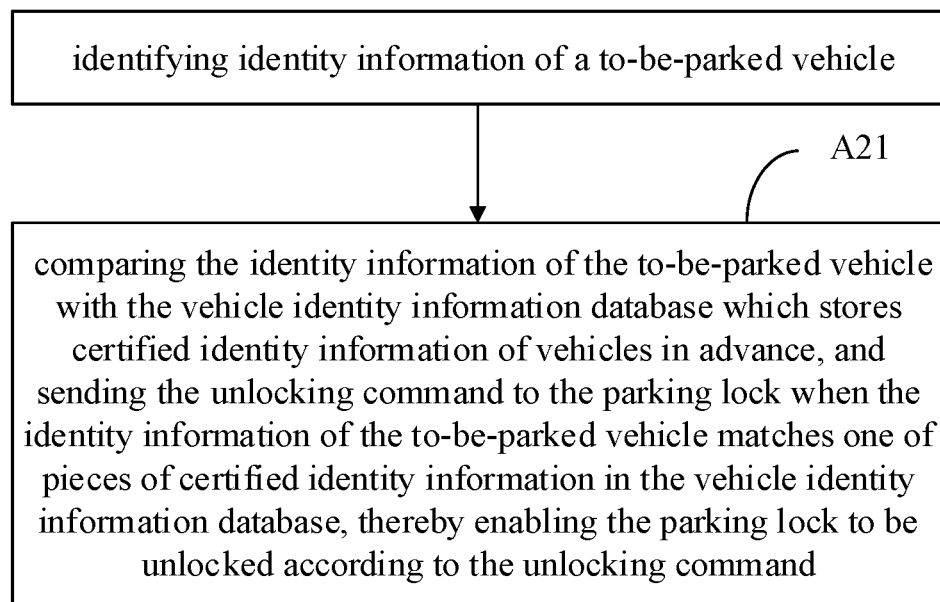 identifying identity information of a to-be-parked vehicle
A21
comparing the identity information of the to-be-parked vehicle
with the vehicle identity information database which stores
certified identity information of vehicles in advance, and
sending the unlocking command to the parking lock when the
identity information of the to-be-parked vehicle matches one of
pieces of certified identity information in the vehicle identity
information database, thereby enabling the parking lock to be
unlocked according to the unlocking command